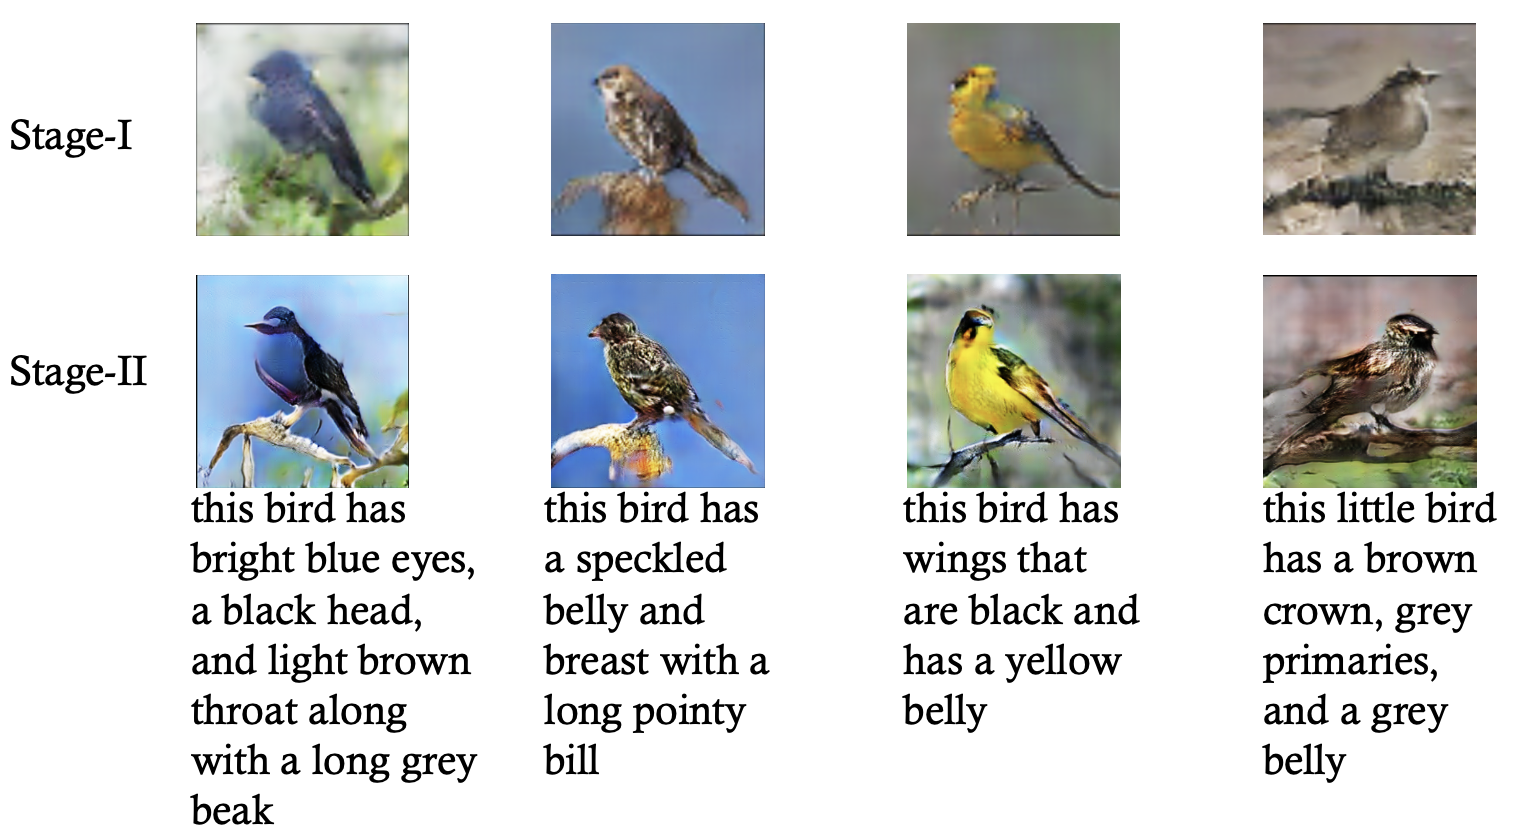 Stage-I
Stage-II
this bird has
bright blue eyes,
a black head,
and light brown
throat along
with a long grey
beak
this bird has
a speckled
belly and
breast with a
long pointy
bill
this bird has
wings that
are black and
has a yellow
belly
this little bird
has a brown
crown, grey
primaries,
and a grey
belly